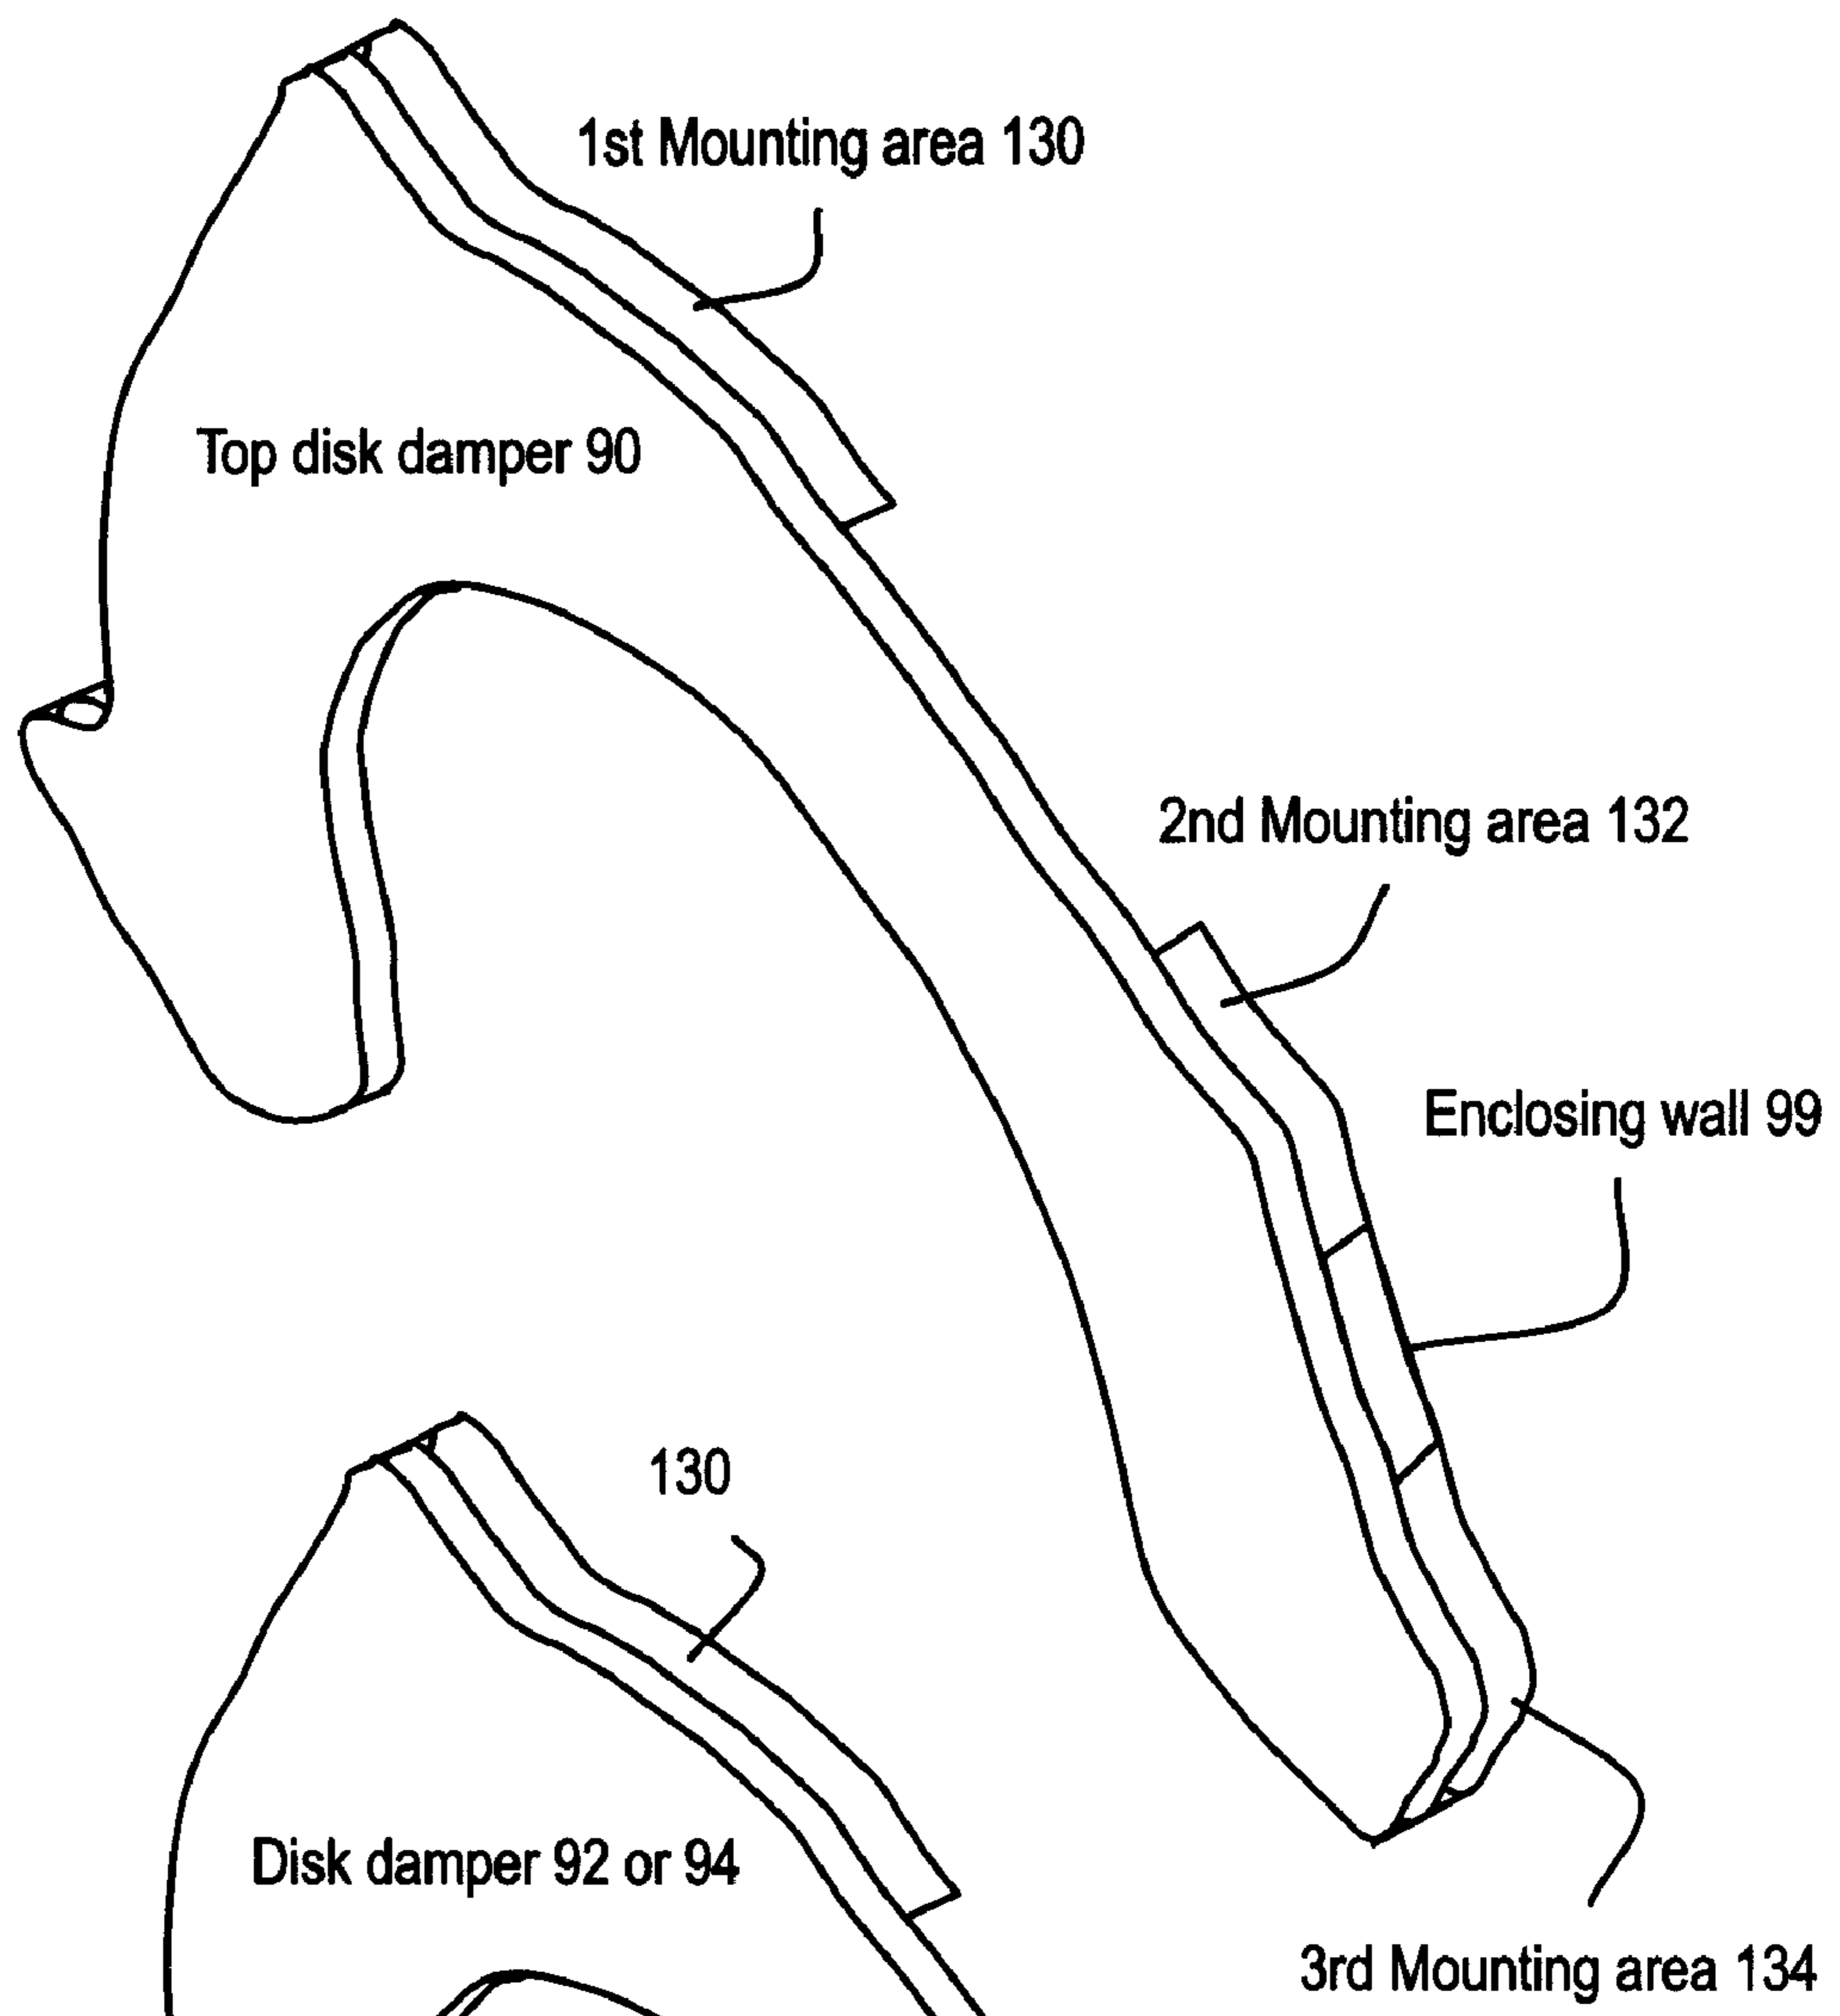 1st Mounting area 130
Top disk damper 90
2nd Mounting area 132
Enclosing wall 99
130
Disk damper 92 or 94
3rd Mounting area 134